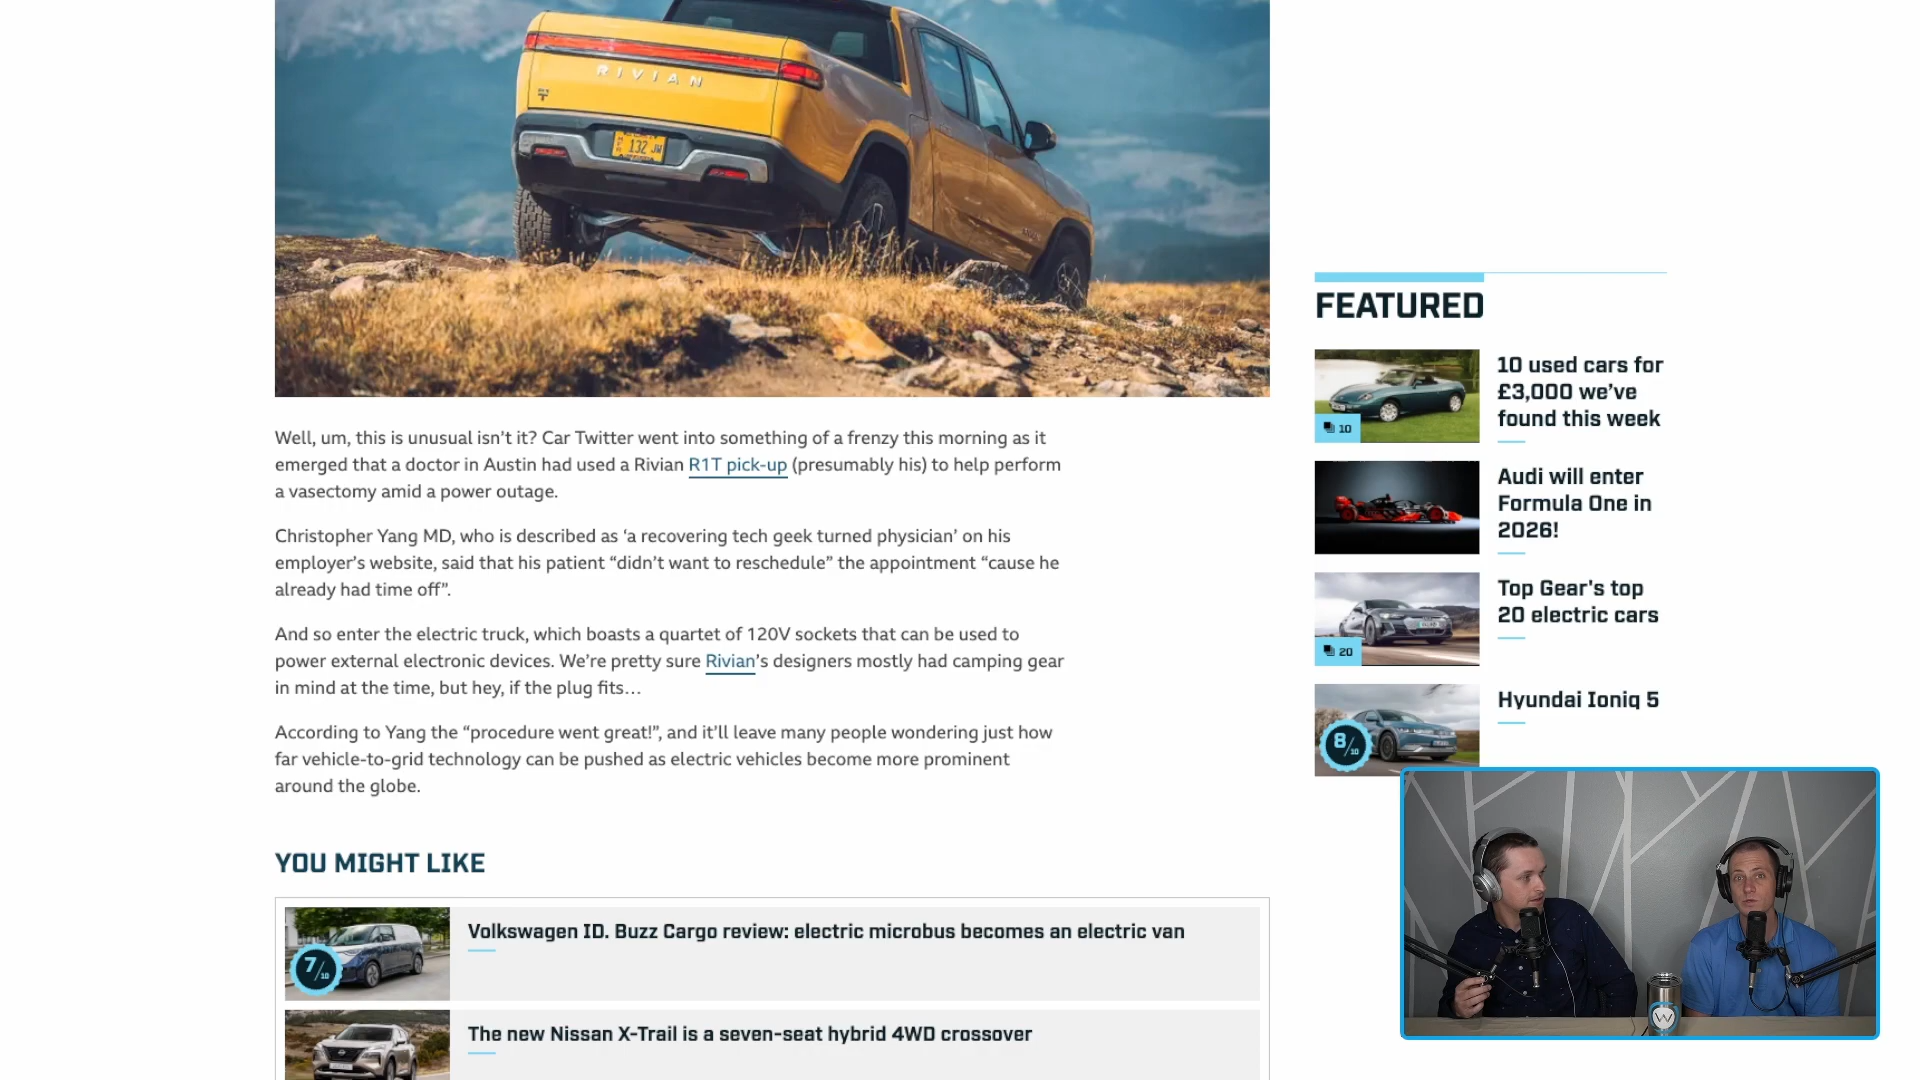 RIVIAN
132 JW
Well, um, this is unusual isn't it? Car Twitter went into something of a frenzy this morning as it
emerged that a doctor in Austin had used a Rivian R1T pick-up (presumably his) to help perform
a vasectomy amid a power outage.
Christopher Yang MD, who is described as ‘a recovering tech geek turned physician’ on his
employer’s website, said that his patient “didn’t want to reschedule” the appointment “cause he
already had time off”.
And so enter the electric truck, which boasts a quartet of 120V sockets that can be used to
power external electronic devices. We’re pretty sure Rivian’s designers mostly had camping gear
in mind at the time, but hey, if the plug fits…
According to Yang the “procedure went great!”, and it’ll leave many people wondering just how
far vehicle-to-grid technology can be pushed as electric vehicles become more prominent
around the globe.
YOU MIGHT LIKE
7/10
Volkswagen ID. Buzz Cargo review: electric microbus becomes an electric van
The new Nissan X-Trail is a seven-seat hybrid 4WD crossover
FEATURED
10
10 used cars for
£3,000 we’ve
found this week
Audi will enter
Formula One in
2026!
20
Top Gear's top
20 electric cars
8/10
Hyundai Ioniq 5
W